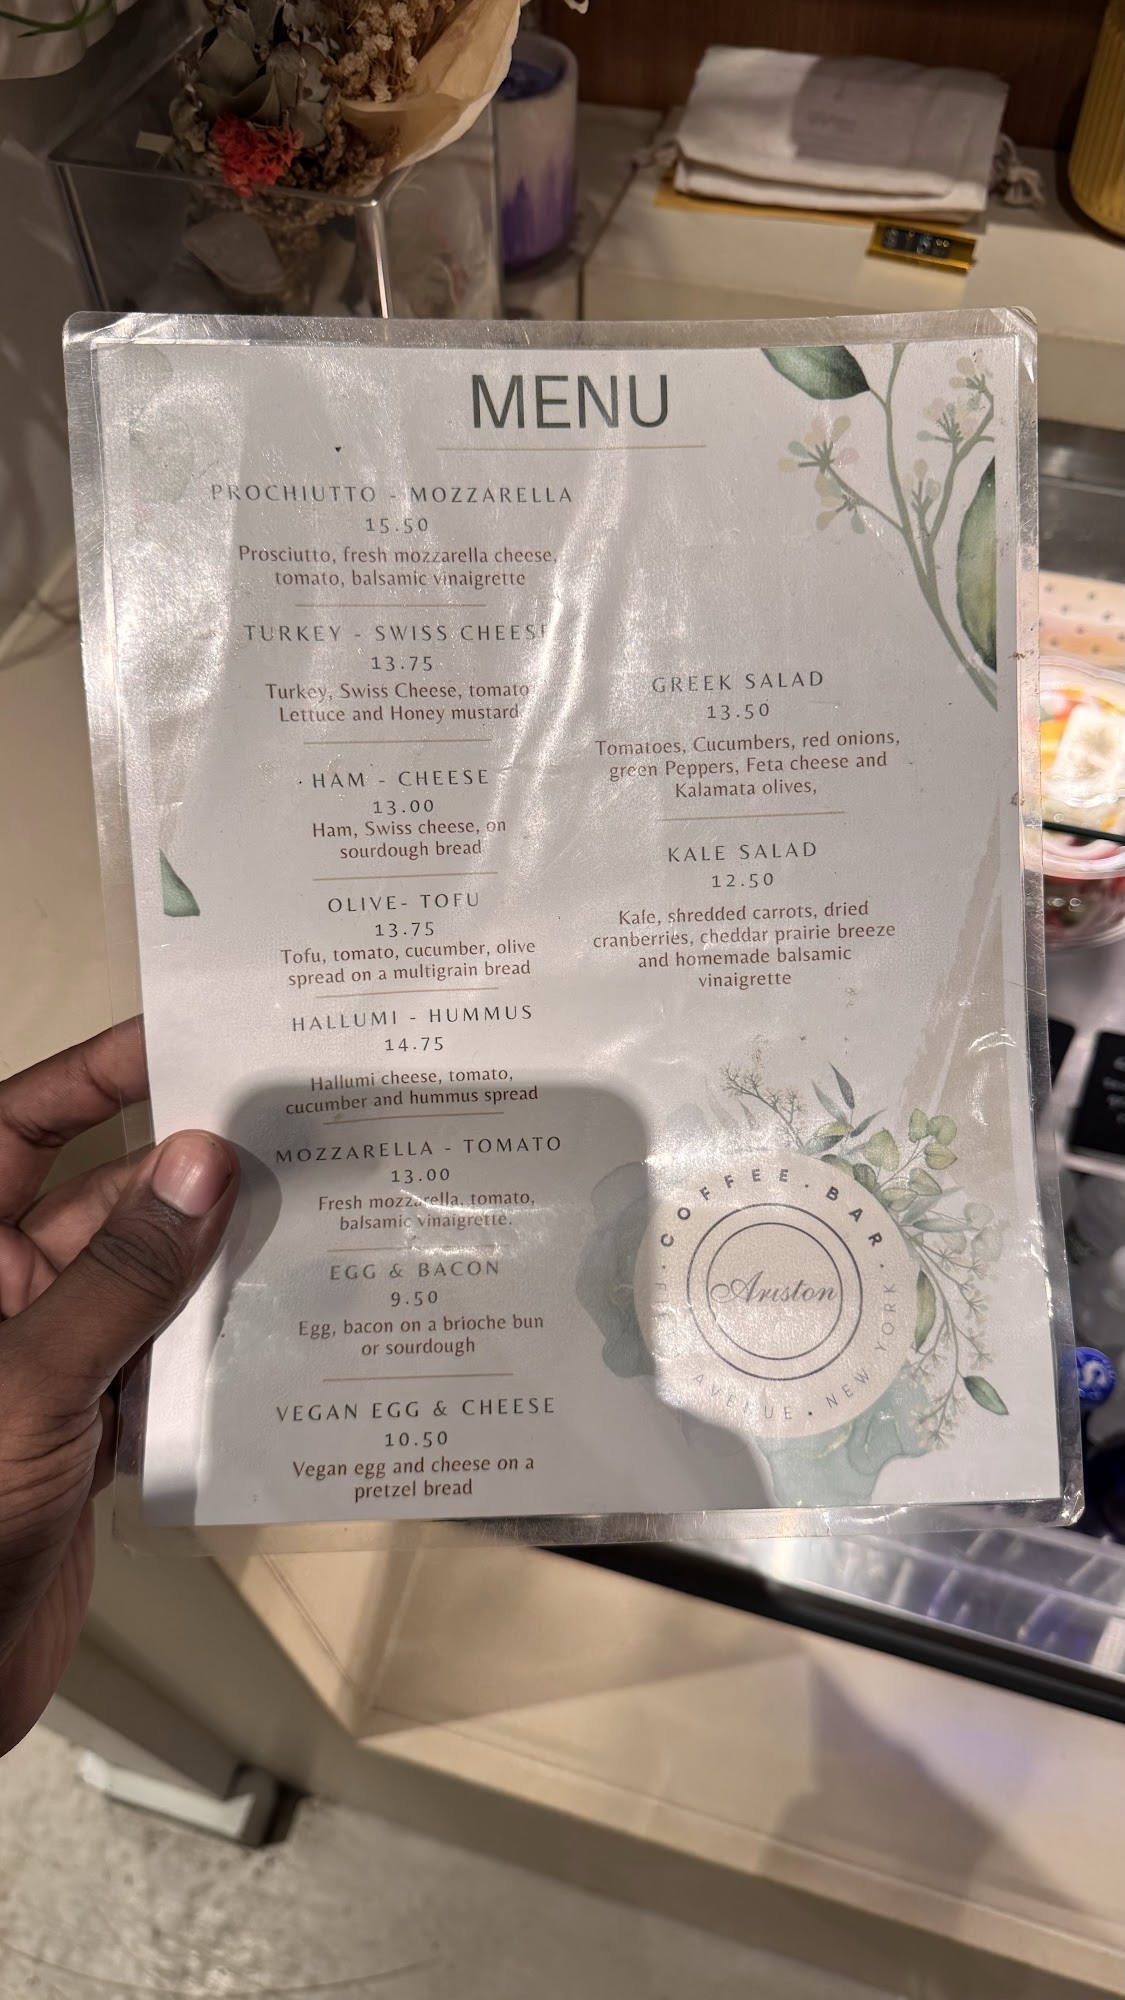 MENU
PROCHIUTTO - MOZZARELLA
15.50
Prosciutto, fresh mozzarella cheese,
tomato, balsamic vinaigrette
TURKEY - SWISS CHEESE
13.75
Turkey, Swiss Cheese, tomato
Lettuce and Honey mustard
HAM - CHEESE
13.00
Ham, Swiss cheese, on
sourdough bread
OLIVE- TOFU
13.75
Tofu, tomato, cucumber, olive
spread on a multigrain bread
HALLUMI - HUMMUS
14.75
Hallumi cheese, tomato,
cucumber and hummus spread
MOZZARELLA - TOMATO
13.00
Fresh mozzarella, tomato,
balsamic vinaigrette.
EGG & BACON
9.50
Egg, bacon on a brioche bun
or sourdough
VEGAN EGG & CHEESE
10.50
Vegan egg and cheese on a
pretzel bread
GREEK SALAD
13.50
Tomatoes, Cucumbers, red onions,
green Peppers, Feta cheese and
Kalamata olives,
KALE SALAD
12.50
Kale, shredded carrots, dried
cranberries, cheddar prairie breeze
and homemade balsamic
vinaigrette
COFFEE · BAR
Ariston
AVENUE · NEW YORK